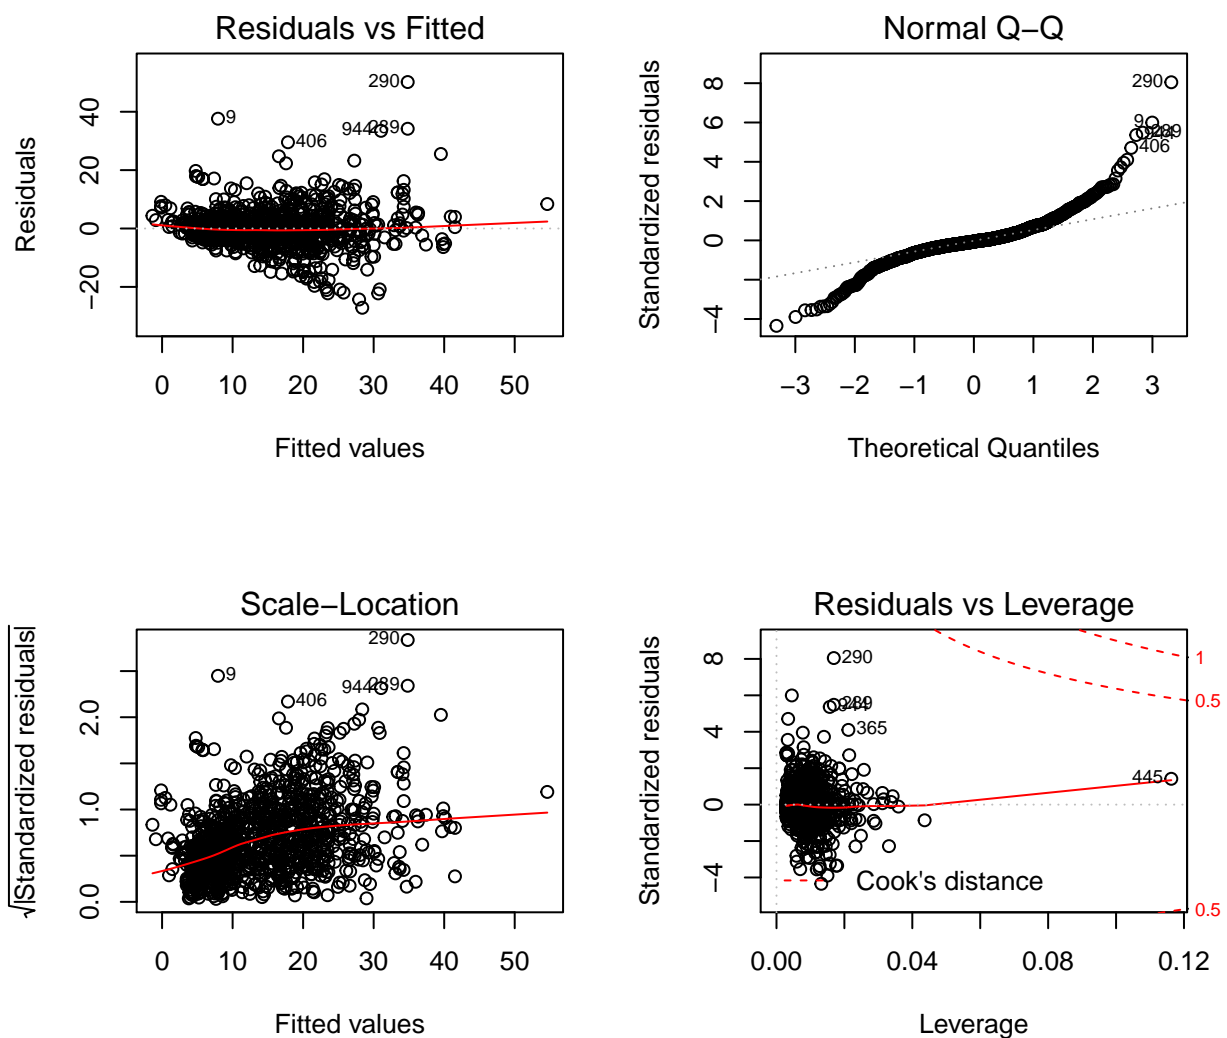 Residuals vs Fitted
Residuals
40
20
0
−20
290
9
406
944
289
0 10 20 30 40 50
Fitted values
Normal Q−Q
Standardized residuals
8
6
4
2
0
−4
290
9
289
944
406
−3 −2 −1 0 1 2 3
Theoretical Quantiles
Scale−Location
√|Standardized residuals|
2.0
1.0
0.0
290
9
406
944
289
0 10 20 30 40 50
Fitted values
Residuals vs Leverage
Standardized residuals
8
4
0
−4
290
289
944
365
445
1
0.5
0.5
Cook's distance
0.00 0.04 0.08 0.12
Leverage